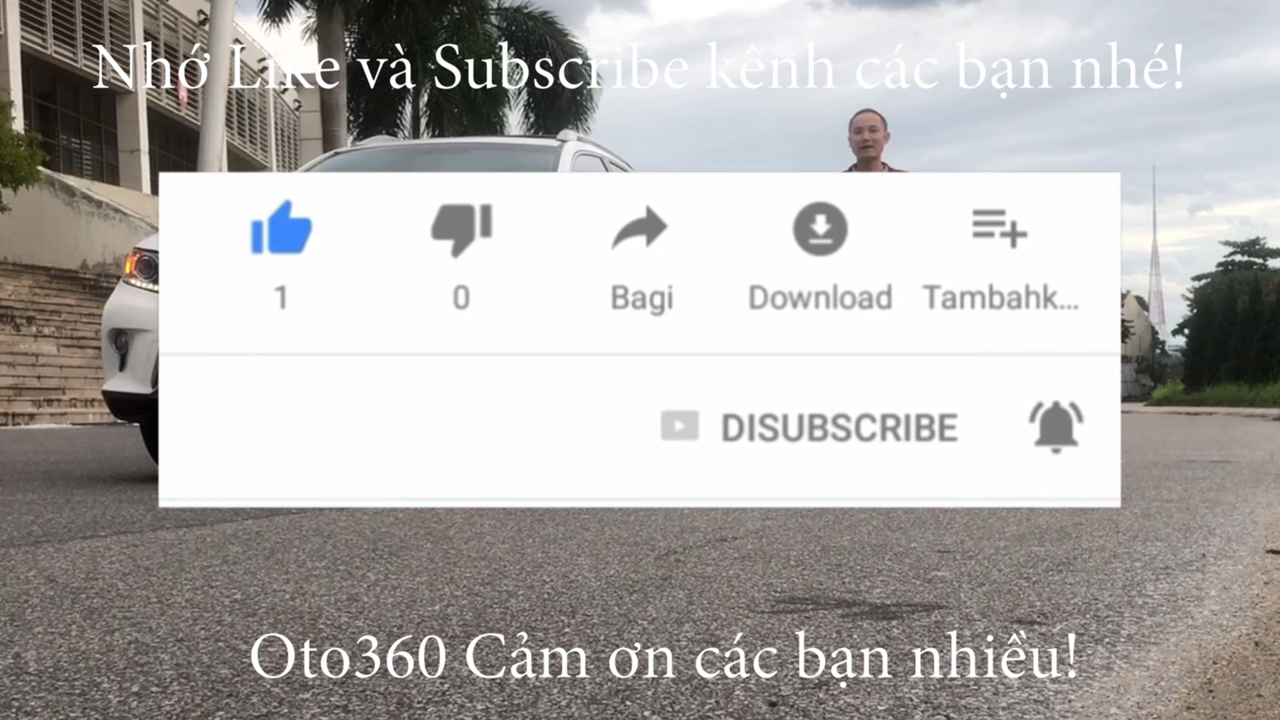 Nhớ Like và Subscribe kênh các bạn nhé!
1 0 Bagi Download Tambahk...
DISUBSCRIBE
Oto360 Cảm ơn các bạn nhiều!